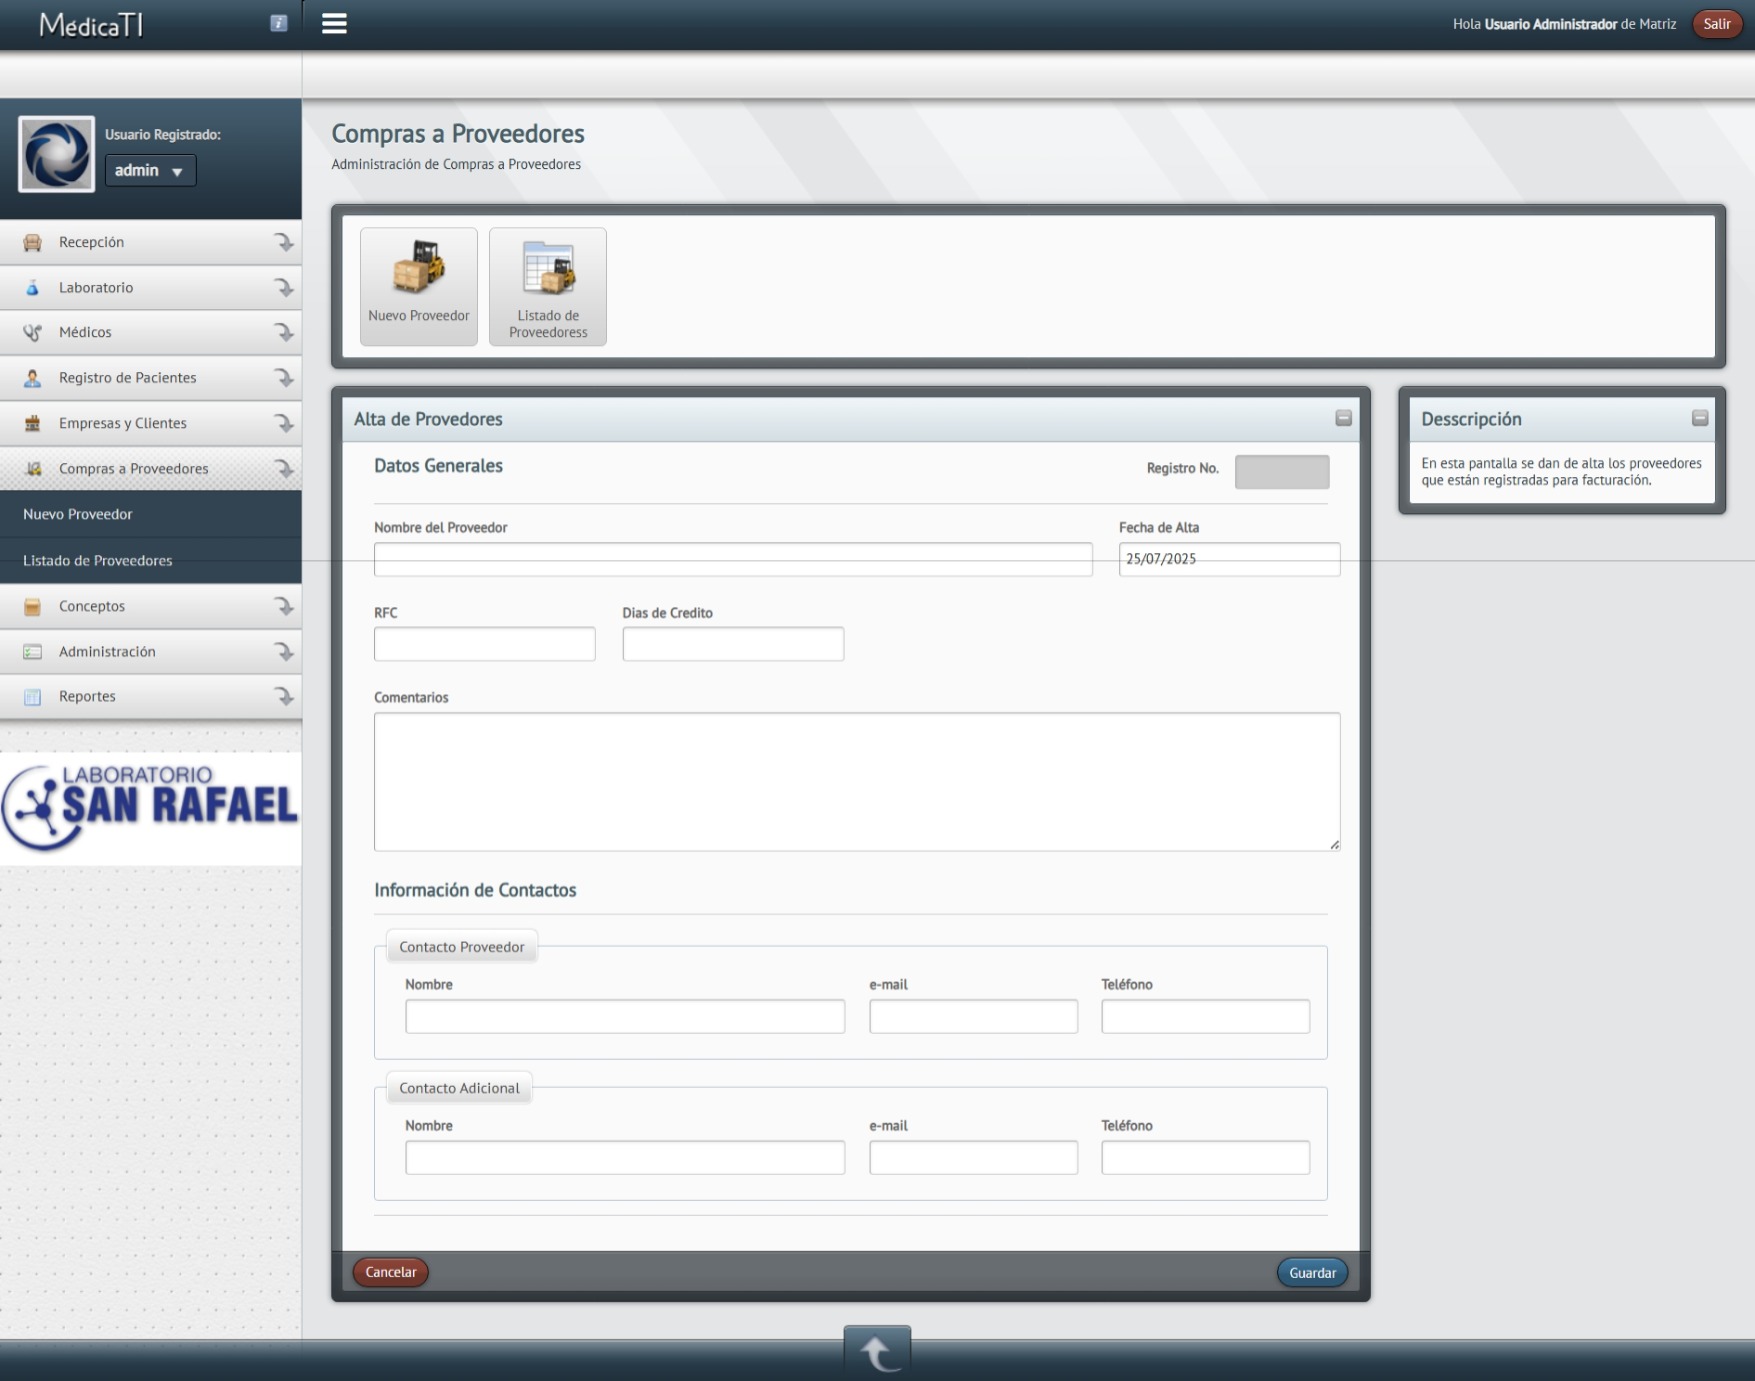 MédicaTI
Hola Usuario Administrador de Matriz
Salir
Usuario Registrado:
admin
Recepción
Laboratorio
Médicos
Registro de Pacientes
Empresas y Clientes
Compras a Proveedores
Nuevo Proveedor
Listado de Proveedores
Conceptos
Administración
Reportes
LABORATORIO
SAN RAFAEL
Compras a Proveedores
Administración de Compras a Proveedores
Nuevo Proveedor
Listado de
Proveedoress
Alta de Provedores
Datos Generales
Registro No.
Nombre del Proveedor
Fecha de Alta
25/07/2025
RFC
Dias de Credito
Comentarios
Información de Contactos
Contacto Proveedor
Nombre
e-mail
Teléfono
Contacto Adicional
Nombre
e-mail
Teléfono
Cancelar
Guardar
Desscripción
En esta pantalla se dan de alta los proveedores
que están registradas para facturación.